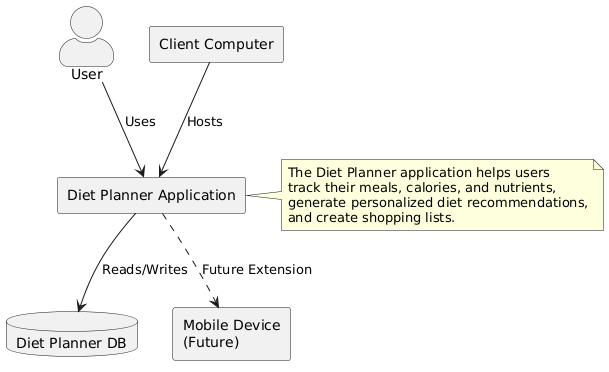 User
Client Computer
Uses
Hosts
The Diet Planner application helps users
track their meals, calories, and nutrients,
generate personalized diet recommendations,
and create shopping lists.
Diet Planner Application
Reads/Writes
Future Extension
Diet Planner DB
Mobile Device
(Future)